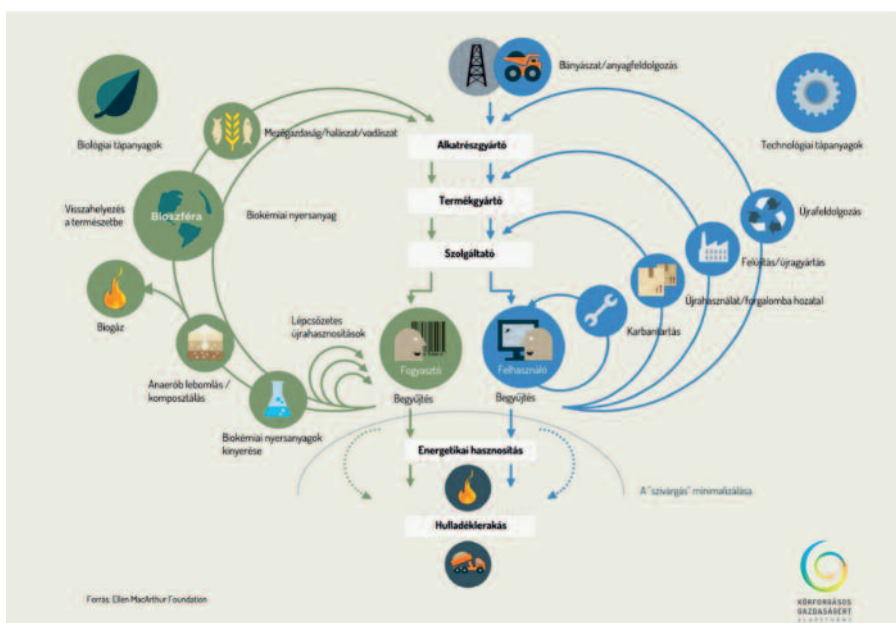 Bányászat/anyagfeldolgozás
Biológiai tápanyagok
Mezőgazdaság/halászat/vadászat
Alkatrészgyártó
Technológiai tápanyagok
Termékgyártó
Visszahelyezés
a természetbe
Bioszféra
Biokémiai nyersanyag
Újrafeldolgozás
Szolgáltató
Felújítás/újragyártás
Újrahasználat/forgalomba hozatal
Biogáz
Lépcsőzetes
újrahasznosítások
Karbantartás
Fogyasztó
Felhasználó
Anaerób lebomlás /
komposztálás
Begyűjtés
Begyűjtés
Biokémiai nyersanyagok
kinyerése
Energetikai hasznosítás
A "szivárgás" minimalizálása
Hulladéklerakás
Forrás: Ellen MacArthur Foundation
KÖRFORGÁSOS
GAZDASÁGÉRT
ALAPÍTVÁNY